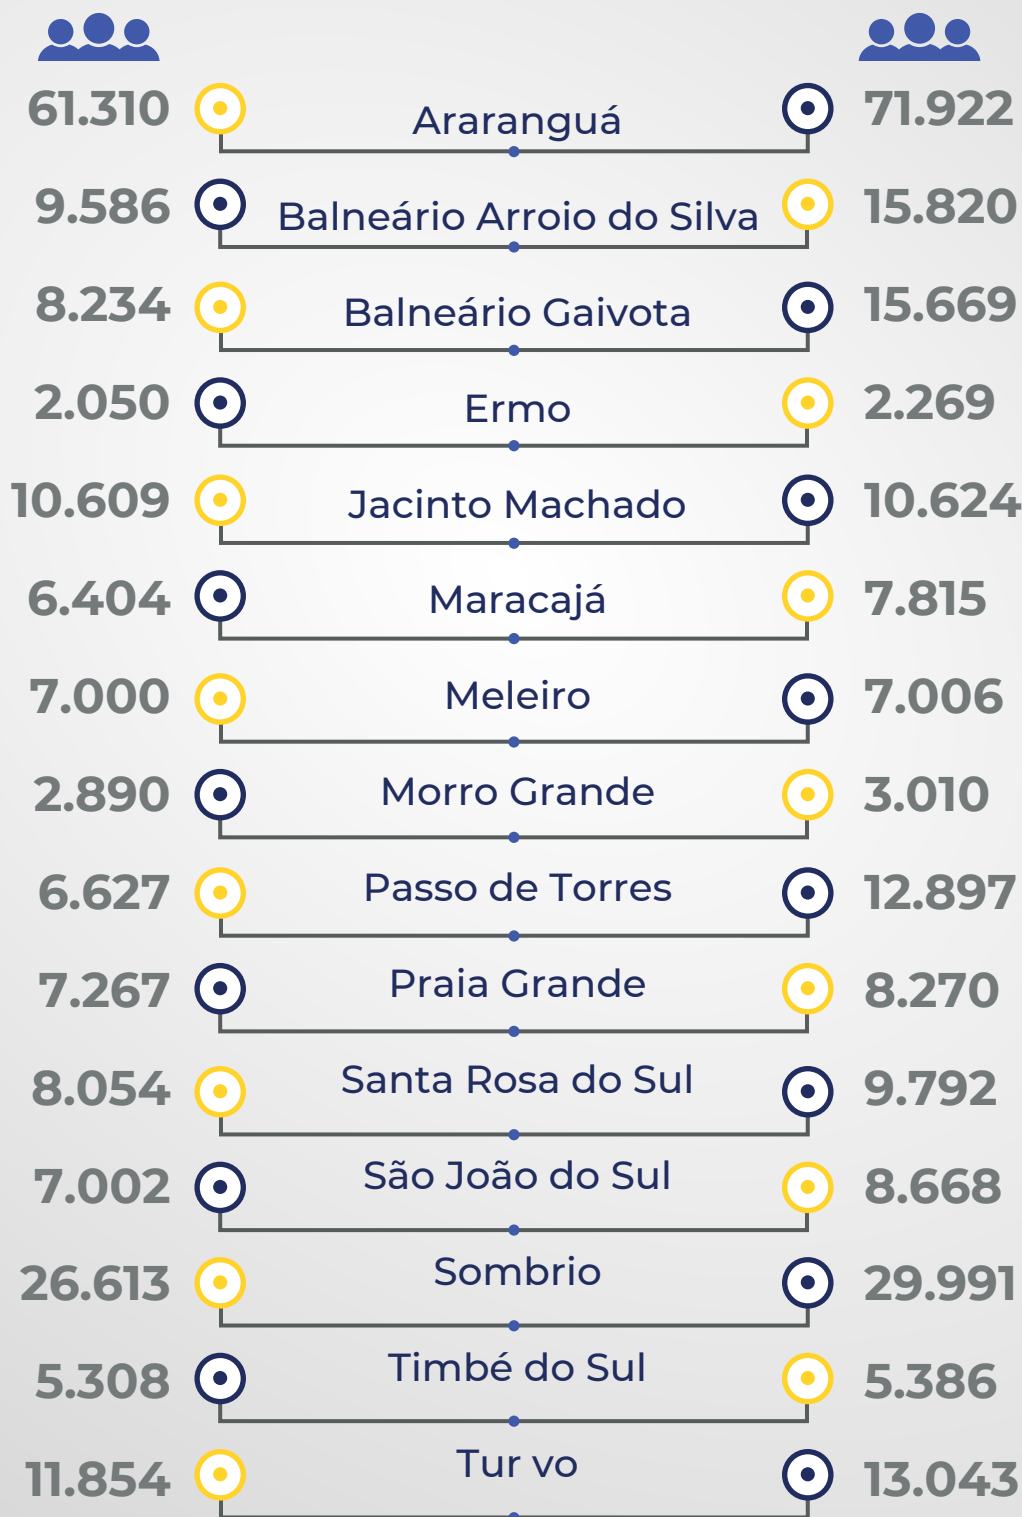 61.310 Araranguá 71.922
9.586 Balneário Arroio do Silva 15.820
8.234 Balneário Gaivota 15.669
2.050 Ermo 2.269
10.609 Jacinto Machado 10.624
6.404 Maracajá 7.815
7.000 Meleiro 7.006
2.890 Morro Grande 3.010
6.627 Passo de Torres 12.897
7.267 Praia Grande 8.270
8.054 Santa Rosa do Sul 9.792
7.002 São João do Sul 8.668
26.613 Sombrio 29.991
5.308 Timbé do Sul 5.386
11.854 Tur vo 13.043